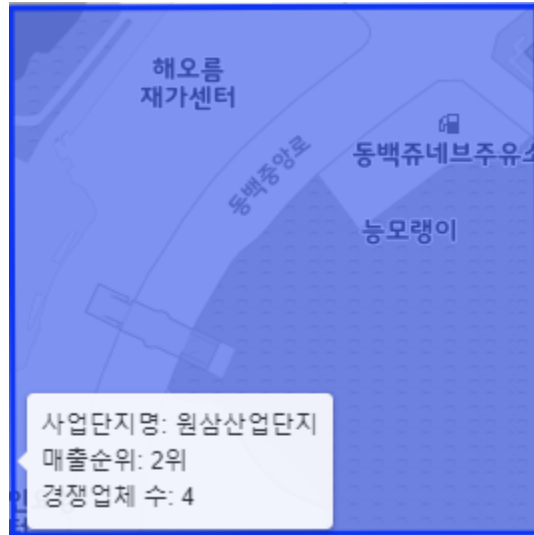 해오름
재가센터
동백중앙로
동백쥬네브주유소
능모랭이
사업단지명: 원삼산업단지
매출순위: 2위
경쟁업체 수: 4